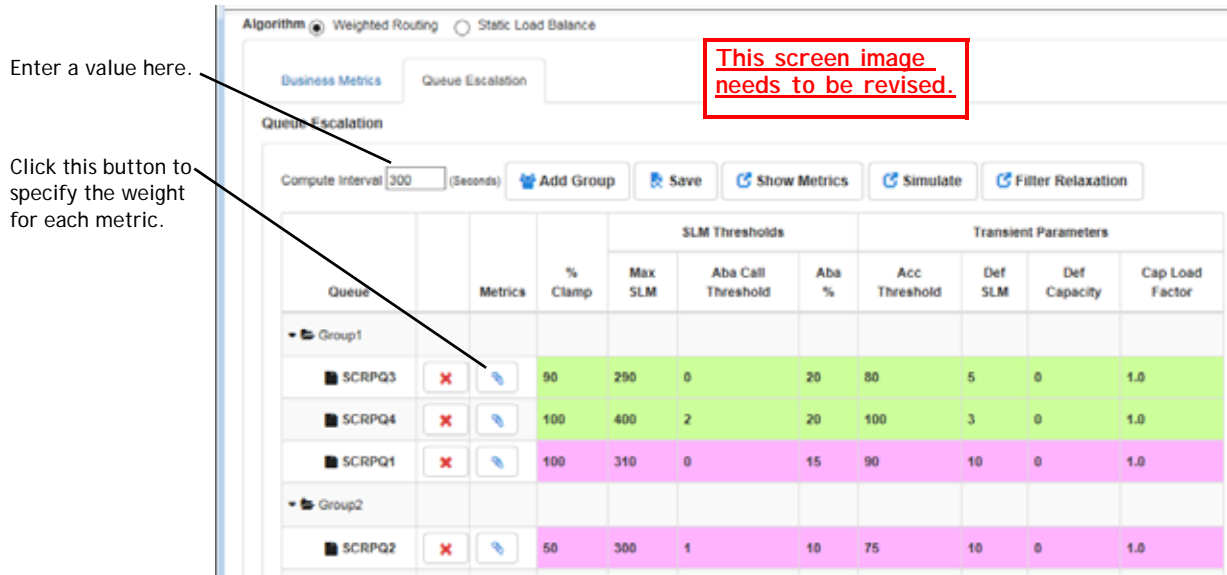 Algorithm Weighted Routing Static Load Balance
This screen image
needs to be revised.
Enter a value here.
Business Metrics Queue Escalation
Queue Escalation
Click this button to
specify the weight
for each metric.
Compute Interval 300 (Seconds) Add Group Save Show Metrics Simulate Filter Relaxation
SLM Thresholds Transient Parameters
Queue Metrics % Clamp Max SLM Aba Call Threshold Aba % Acc Threshold Def SLM Def Capacity Cap Load Factor
Group1
SCRPQ3 90 290 0 20 80 5 0 1.0
SCRPQ4 100 400 2 20 100 3 0 1.0
SCRPQ1 100 310 0 15 90 10 0 1.0
Group2
SCRPQ2 50 300 1 10 75 10 0 1.0